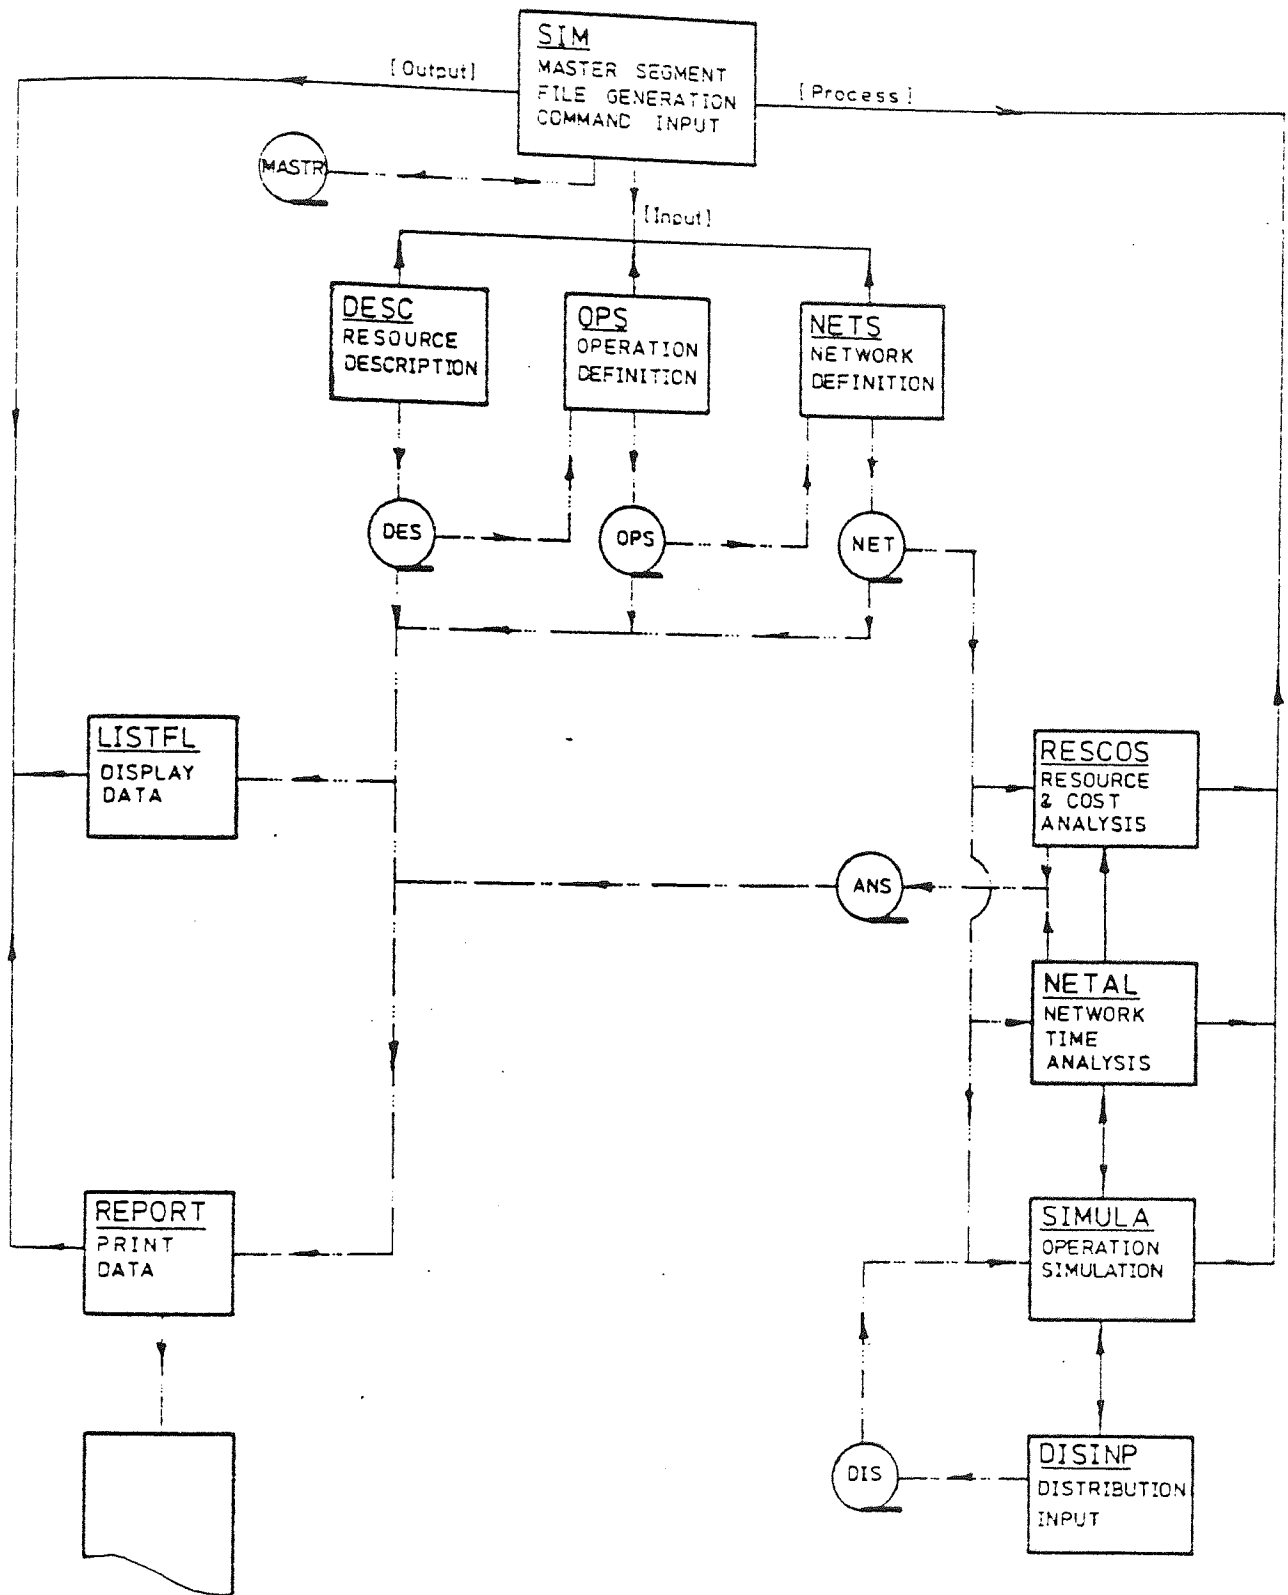 SIM
MASTER SEGMENT
FILE GENERATION
COMMAND INPUT
[Output]
[Process]
MASTR
[Input]
DESC
RESOURCE
DESCRIPTION
OPS
OPERATION
DEFINITION
NETS
NETWORK
DEFINITION
DES
OPS
NET
LISTFL
DISPLAY
DATA
RESCOS
RESOURCE
& COST
ANALYSIS
ANS
NETAL
NETWORK
TIME
ANALYSIS
REPORT
PRINT
DATA
SIMULA
OPERATION
SIMULATION
DIS
DISINP
DISTRIBUTION
INPUT